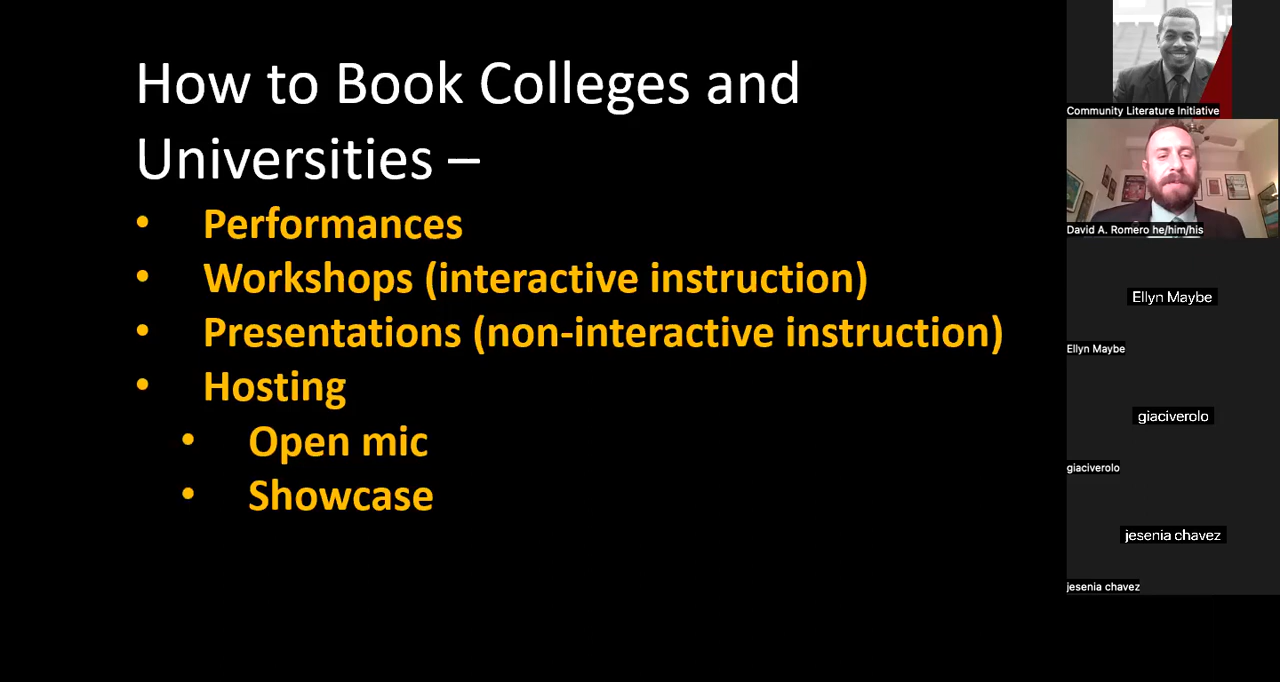 How to Book Colleges and
Universities –
• Performances
• Workshops (interactive instruction)
• Presentations (non-interactive instruction)
• Hosting
• Open mic
• Showcase
Community Literature Initiative
David A. Romero he/him/his
Ellyn Maybe
Ellyn Maybe
giaciverolo
giaciverolo
jesenia chavez
jesenia chavez